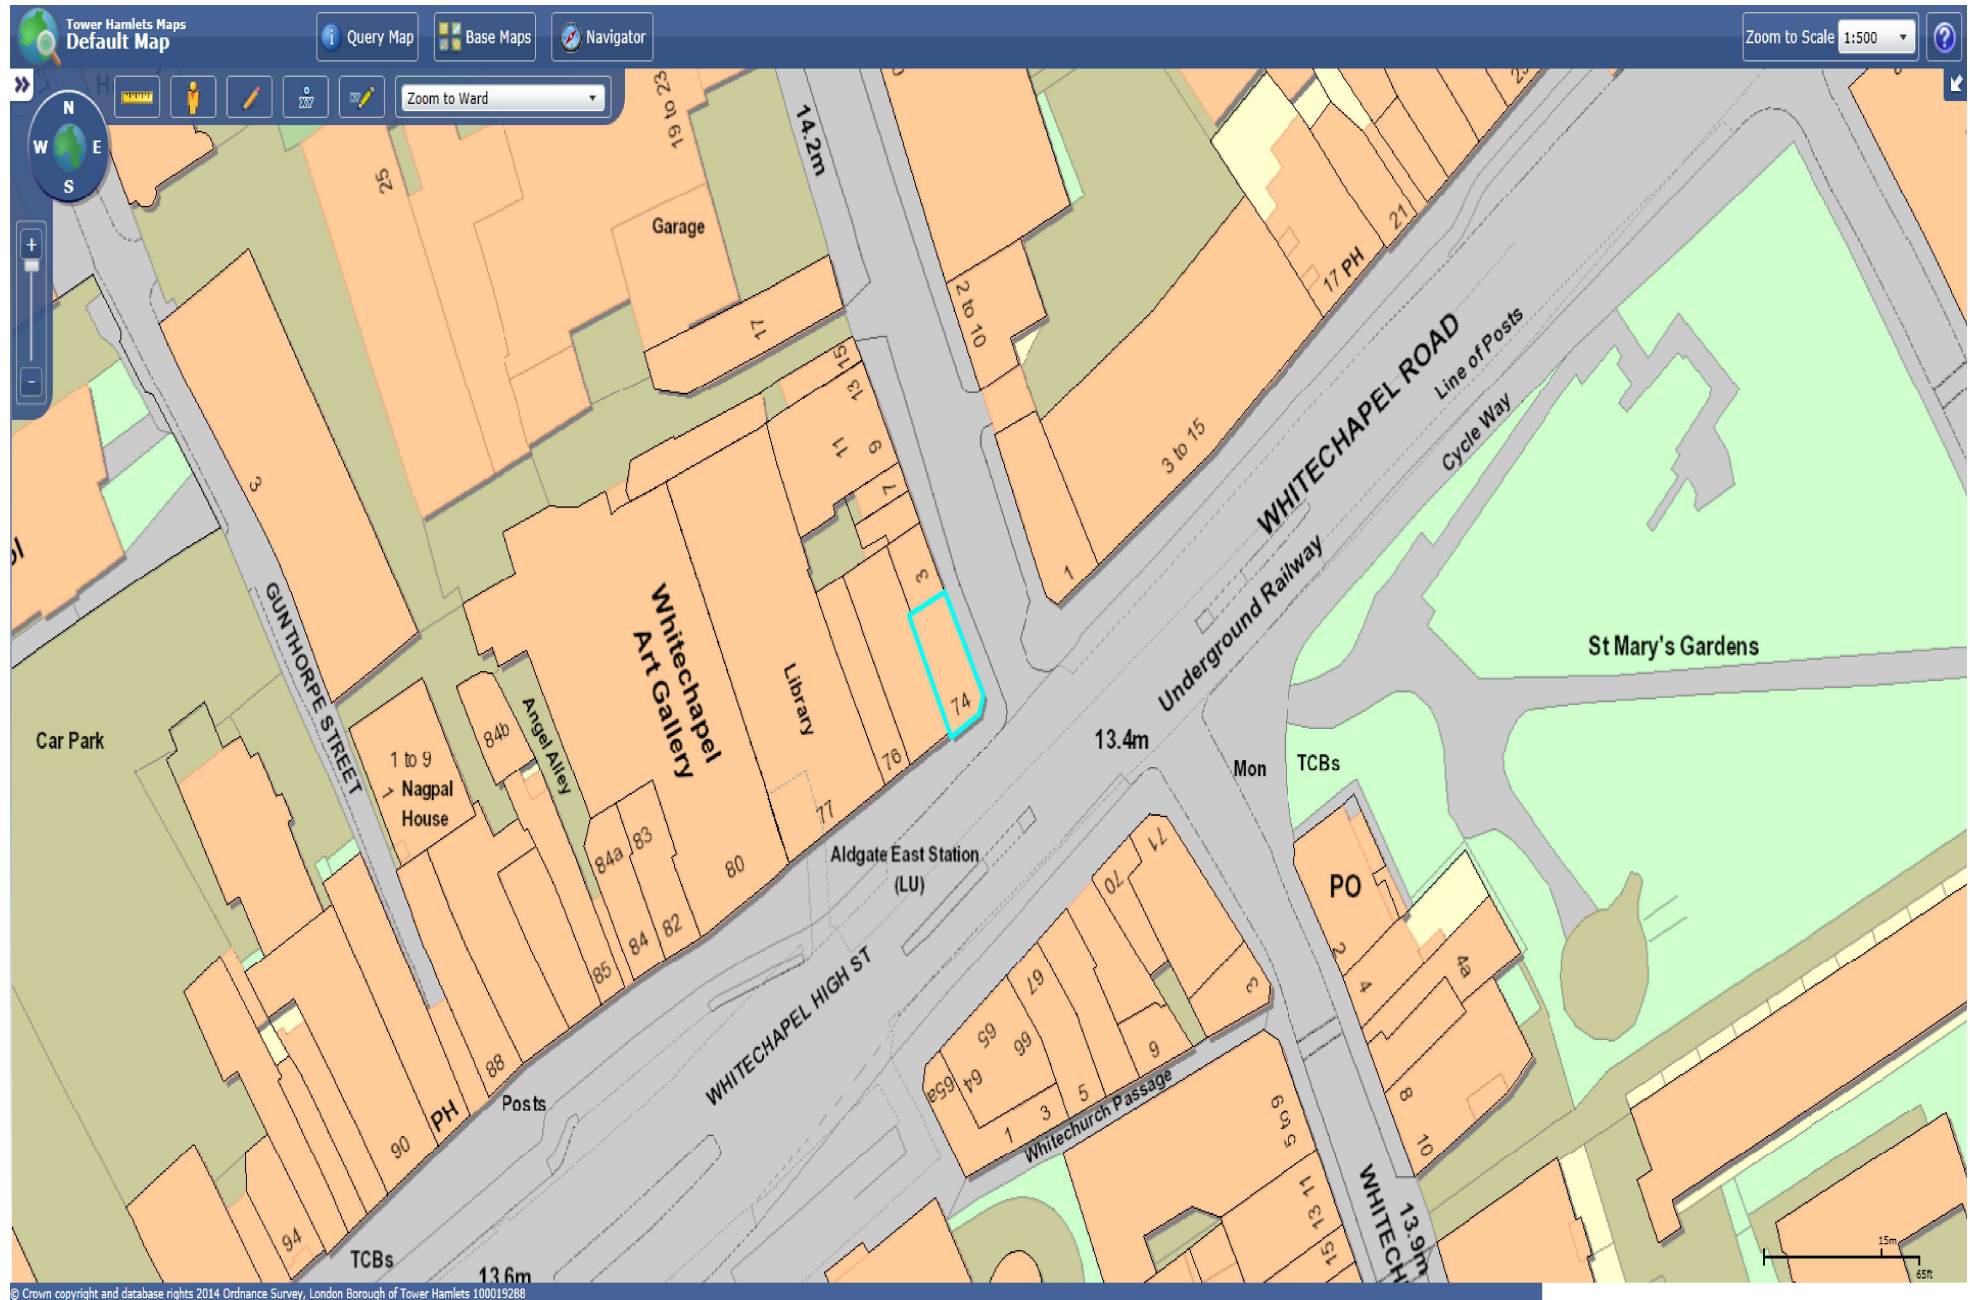 Tower Hamlets Maps
Default Map
Query Map
Base Maps
Navigator
Zoom to Scale
1:500
Zoom to Ward
N
W
E
S
XY
19 to 23
14.2m
25
Garage
17
2 to 10
15
13
11
9
7
3
3
21
17 PH
3 to 15
1
WHITECHAPEL ROAD
Line of Posts
Cycle Way
Underground Railway
St Mary's Gardens
GUNTHORPE STREET
Car Park
1 to 9
1
Nagpal
House
84b
Angel Alley
Whitechapel
Art Gallery
Library
74
76
77
80
83
84a
82
84
85
88
PH
90
94
Posts
TCBs
13.6m
13.4m
Mon
TCBs
Aldgate East Station
(LU)
WHITECHAPEL HIGH ST
71
70
67
65
66
64
65a
1
3
5
6
3
Whitechurch Passage
PO
2
4
4a
8
10
5 to 9
11
13
15
WHITECH
13.9m
15m
65ft
© Crown copyright and database rights 2014 Ordnance Survey, London Borough of Tower Hamlets 100019288